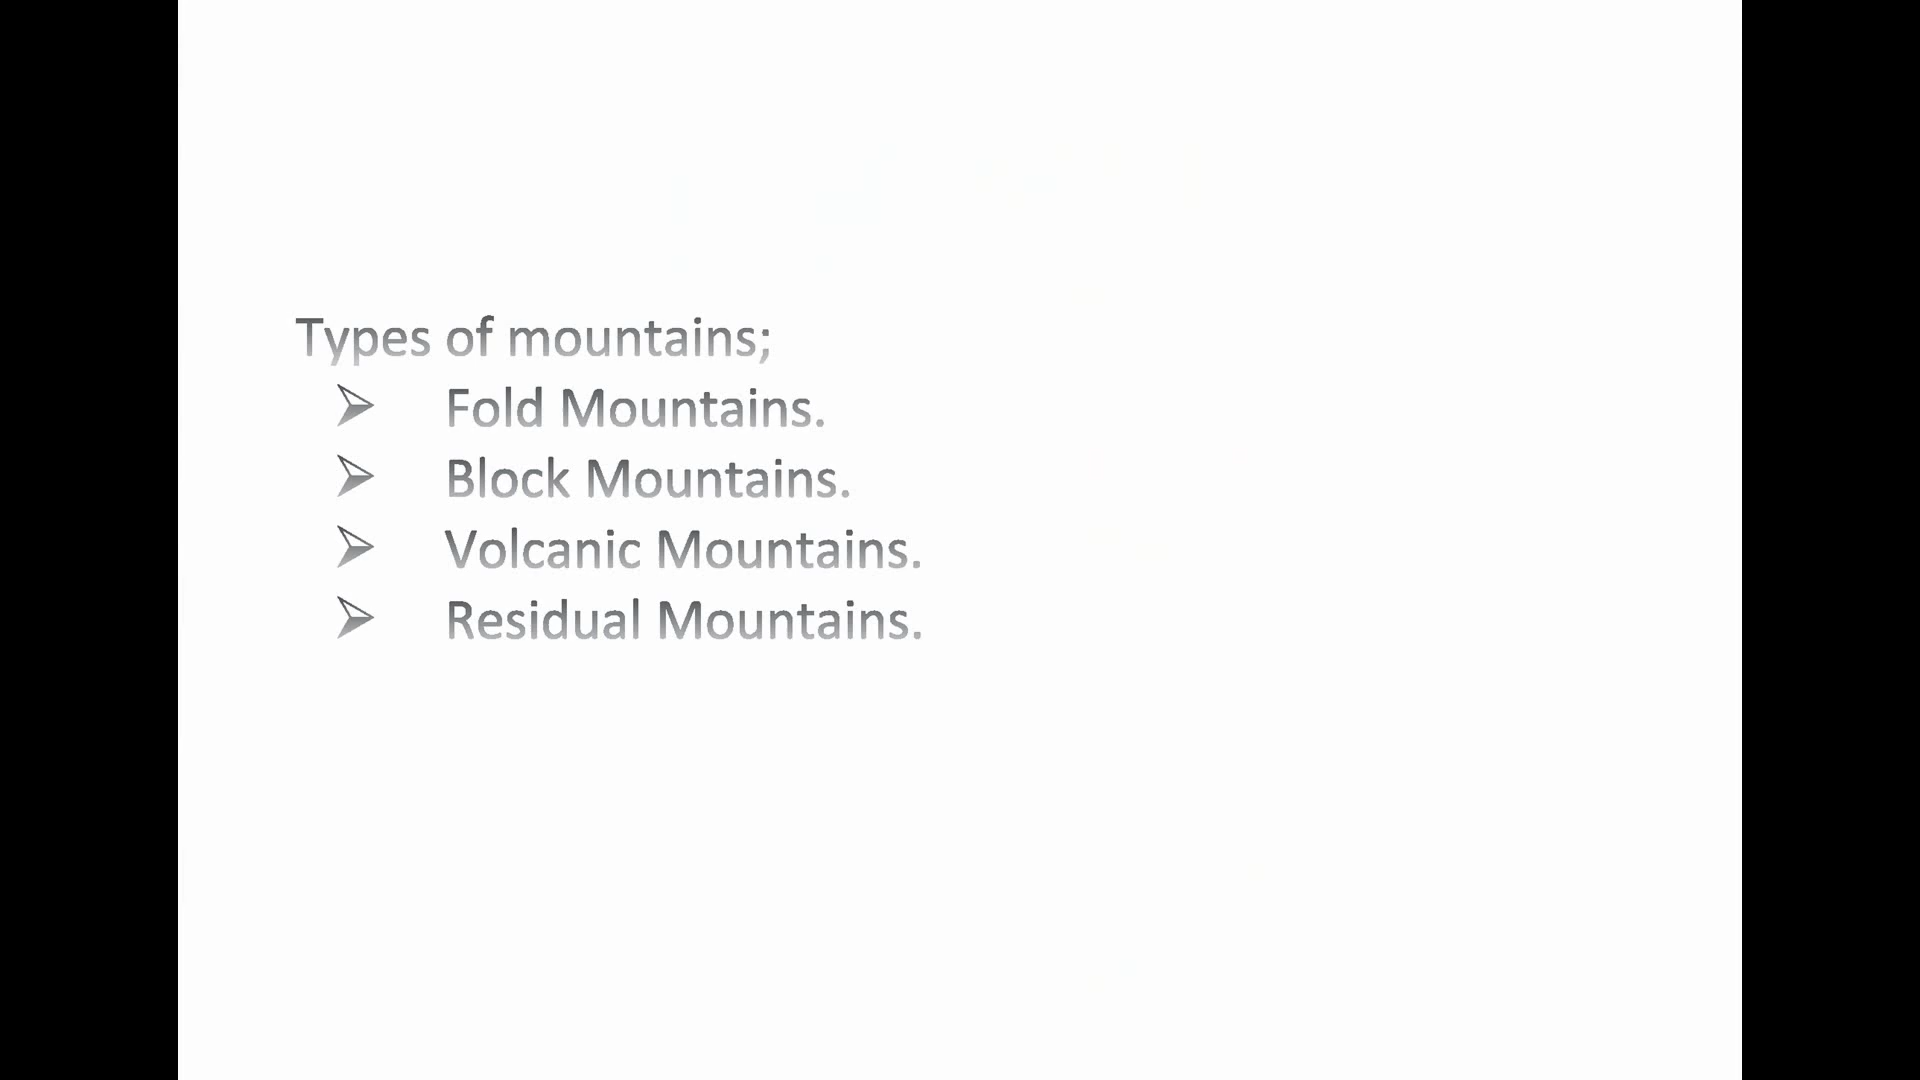 Types of mountains;
➢ Fold Mountains.
➢ Block Mountains.
➢ Volcanic Mountains.
➢ Residual Mountains.